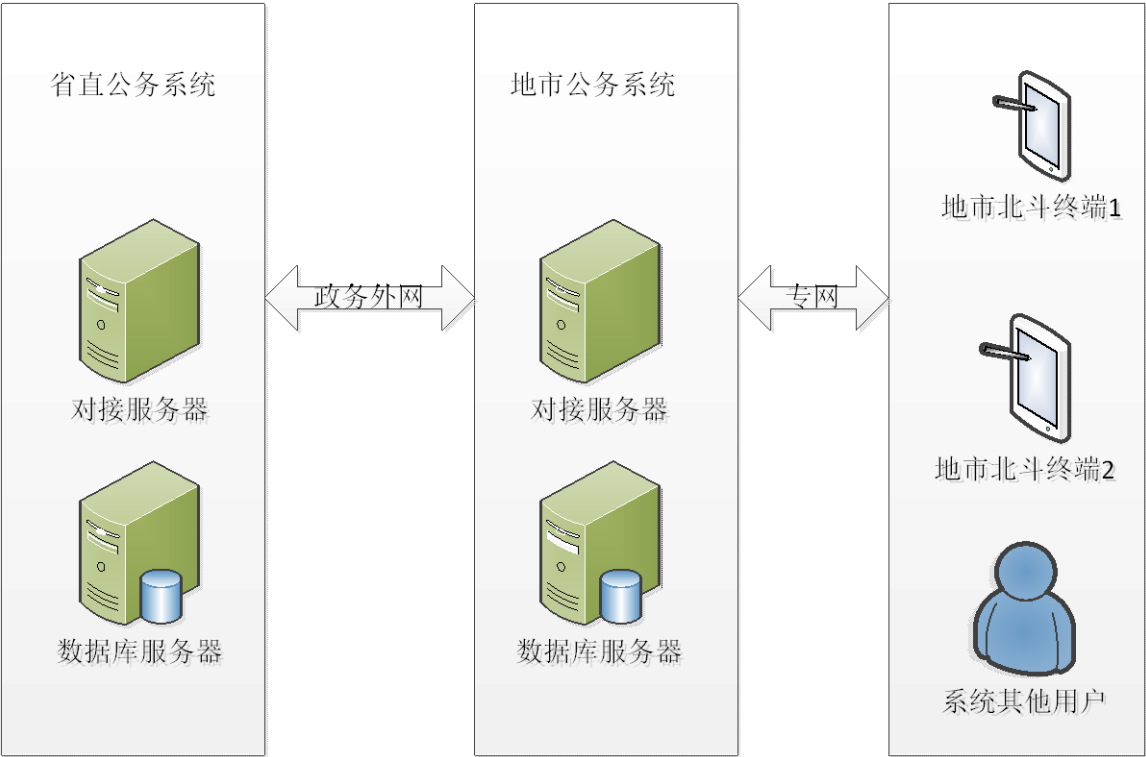 省直公务系统
对接服务器
数据库服务器
政务外网
地市公务系统
对接服务器
数据库服务器
专网
地市北斗终端1
地市北斗终端2
系统其他用户